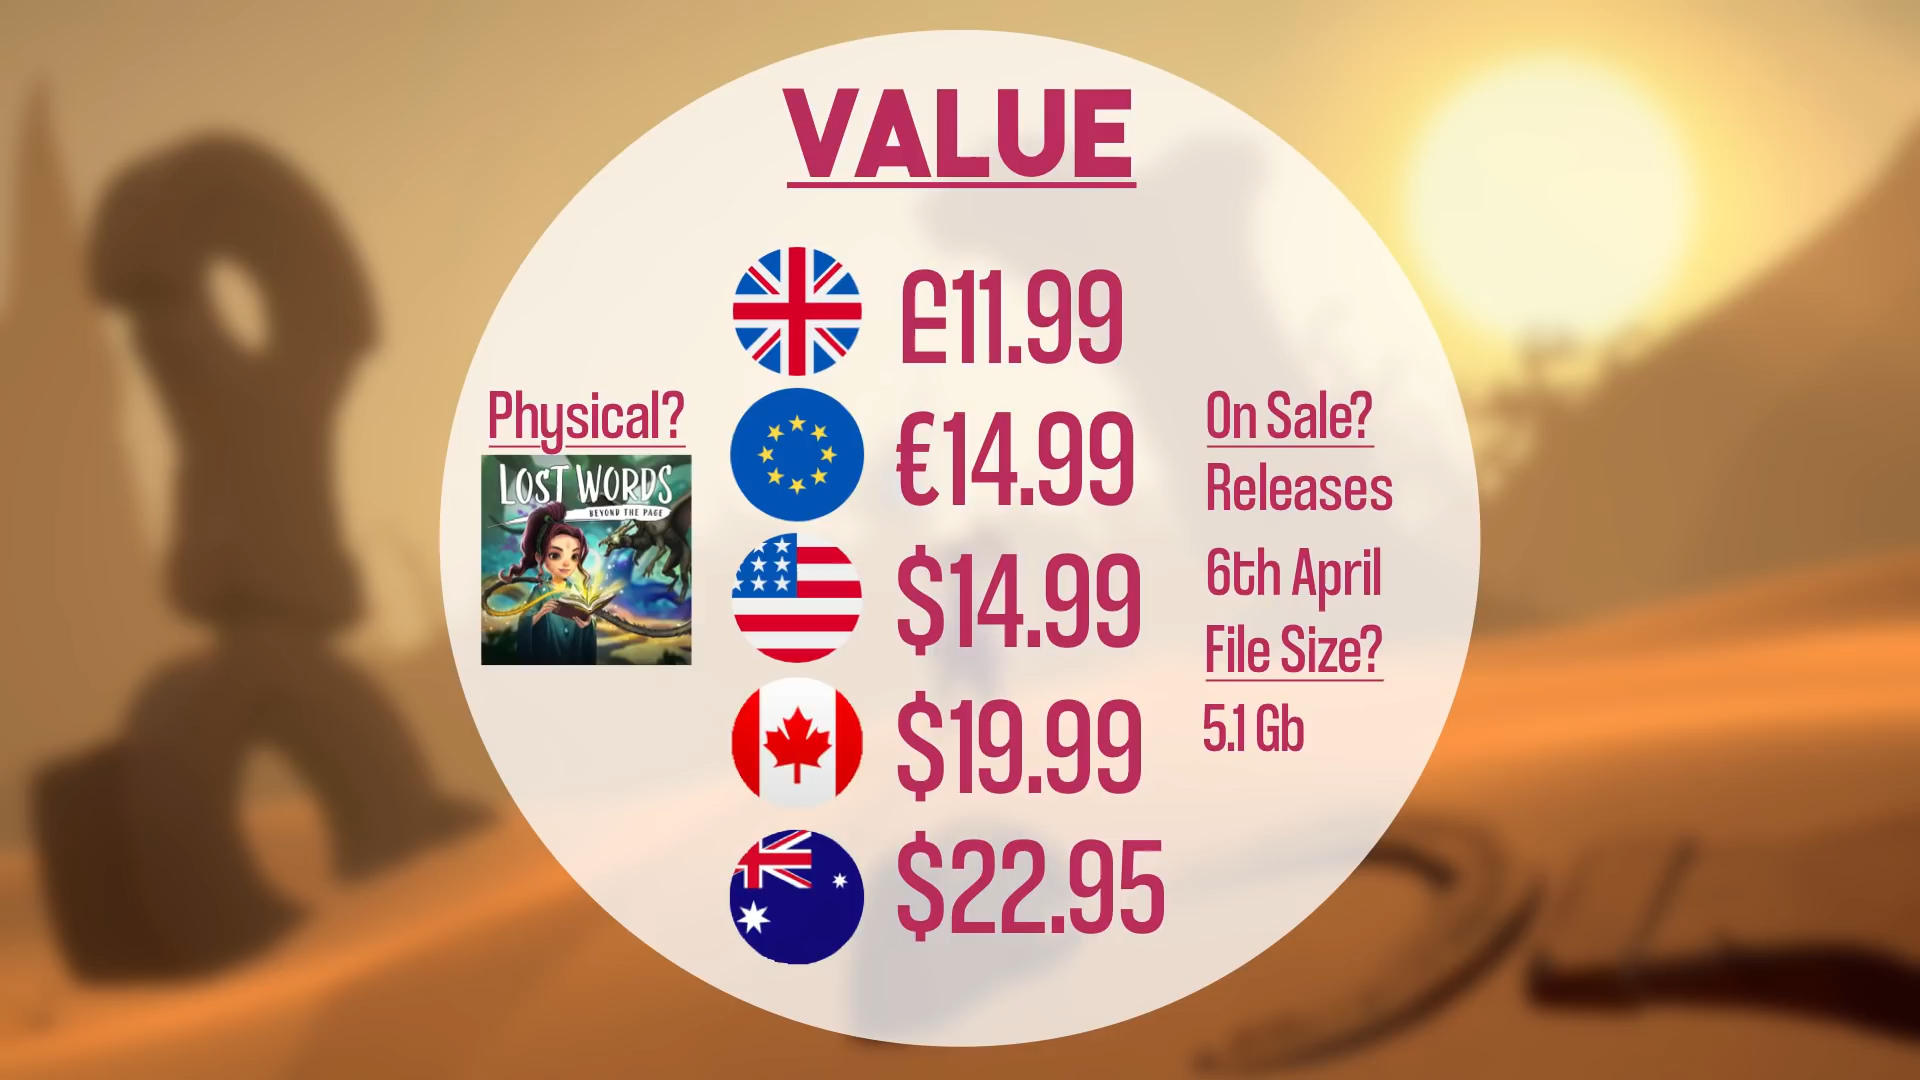 VALUE
£11.99
€14.99
$14.99
$19.99
$22.95
Physical?
LOST WORDS
BEYOND THE PAGE
On Sale?
Releases
6th April
File Size?
5.1 Gb